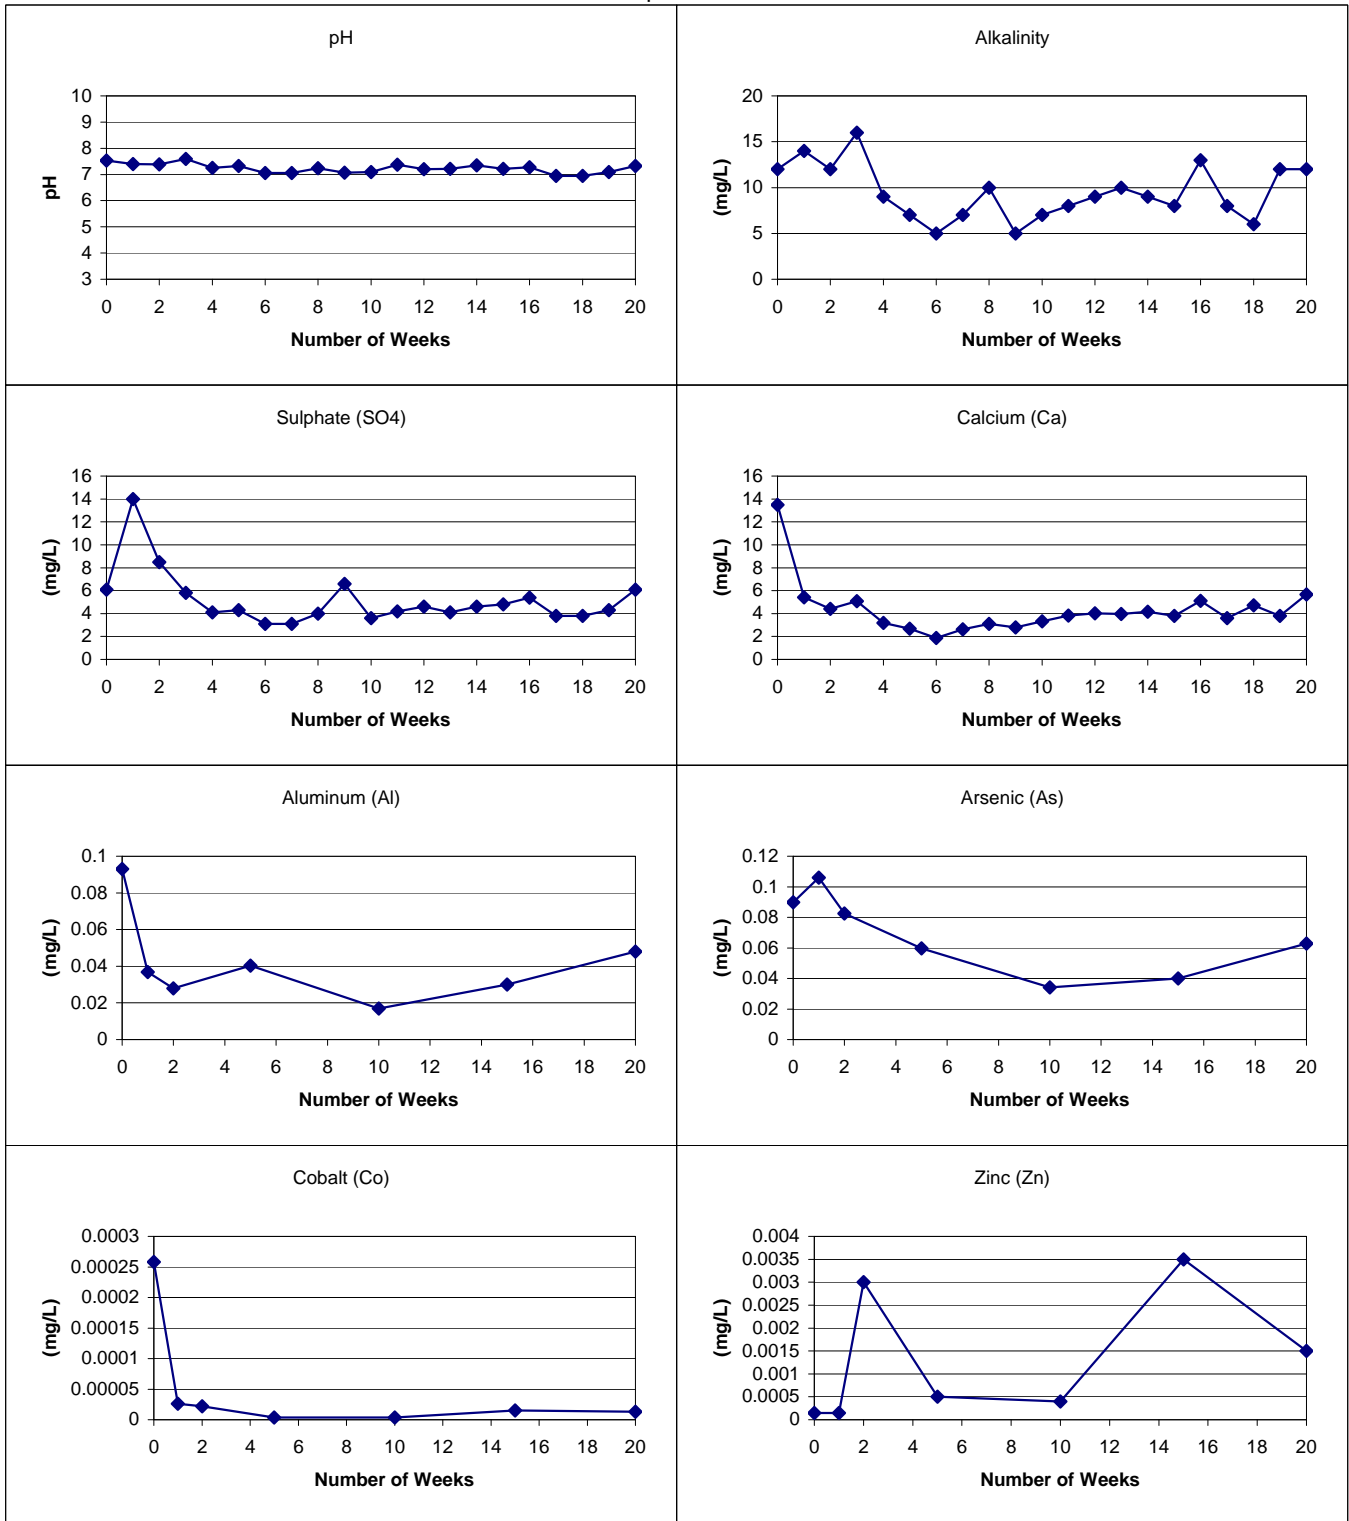 pH
10
9
8
7
6
5
4
3
pH
0 2 4 6 8 10 12 14 16 18 20
Number of Weeks
Alkalinity
20
15
10
5
0
(mg/L)
0 2 4 6 8 10 12 14 16 18 20
Number of Weeks
Sulphate (SO4)
16
14
12
10
8
6
4
2
0
(mg/L)
0 2 4 6 8 10 12 14 16 18 20
Number of Weeks
Calcium (Ca)
16
14
12
10
8
6
4
2
0
(mg/L)
0 2 4 6 8 10 12 14 16 18 20
Number of Weeks
Aluminum (Al)
0.1
0.08
0.06
0.04
0.02
0
(mg/L)
0 2 4 6 8 10 12 14 16 18 20
Number of Weeks
Arsenic (As)
0.12
0.1
0.08
0.06
0.04
0.02
0
(mg/L)
0 2 4 6 8 10 12 14 16 18 20
Number of Weeks
Cobalt (Co)
0.0003
0.00025
0.0002
0.00015
0.0001
0.00005
0
(mg/L)
0 2 4 6 8 10 12 14 16 18 20
Number of Weeks
Zinc (Zn)
0.004
0.0035
0.003
0.0025
0.002
0.0015
0.001
0.0005
0
(mg/L)
0 2 4 6 8 10 12 14 16 18 20
Number of Weeks